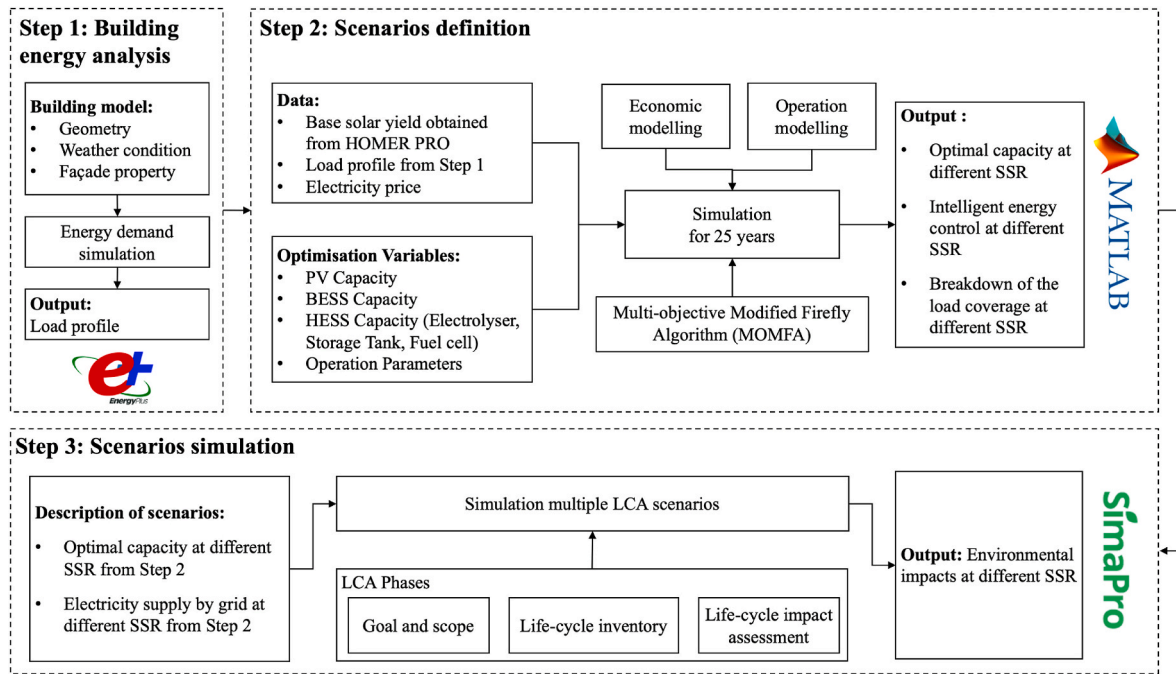 Step 1: Building
energy analysis
Building model:
• Geometry
• Weather condition
• Façade property
Energy demand
simulation
Output:
Load profile
e+
EnergyPlus
Step 2: Scenarios definition
Data:
• Base solar yield obtained
from HOMER PRO
• Load profile from Step 1
• Electricity price
Optimisation Variables:
• PV Capacity
• BESS Capacity
• HESS Capacity (Electrolyser,
Storage Tank, Fuel cell)
• Operation Parameters
Economic
modelling
Operation
modelling
Simulation
for 25 years
Multi-objective Modified Firefly
Algorithm (MOMFA)
Output :
• Optimal capacity at
different SSR
• Intelligent energy
control at different
SSR
• Breakdown of the
load coverage at
different SSR
MATLAB
Step 3: Scenarios simulation
Description of scenarios:
• Optimal capacity at different
SSR from Step 2
• Electricity supply by grid at
different SSR from Step 2
Simulation multiple LCA scenarios
LCA Phases
Goal and scope
Life-cycle inventory
Life-cycle impact
assessment
Output: Environmental
impacts at different SSR
SimaPro